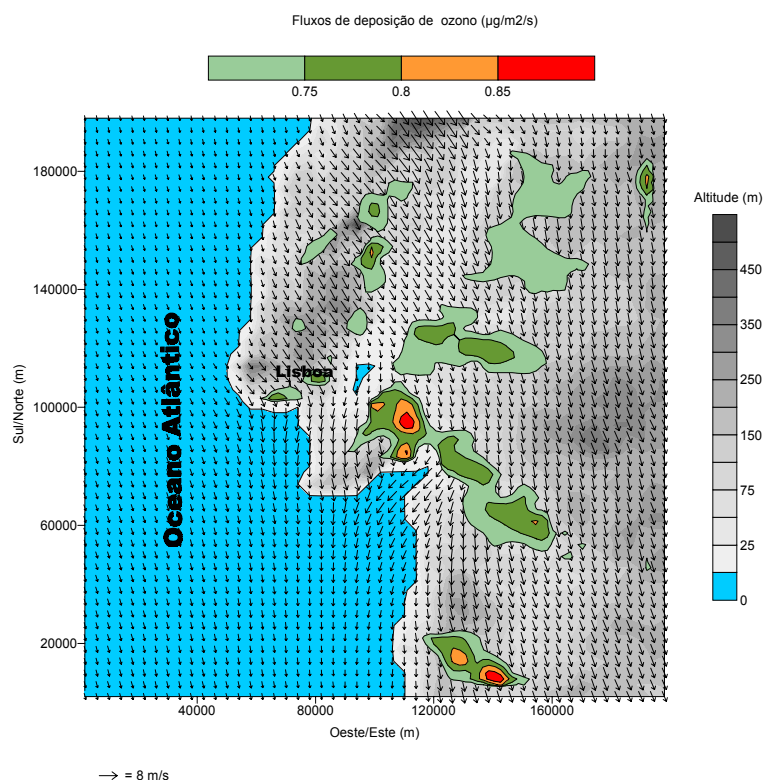 Fluxos de deposição de ozono (µg/m2/s)
0.75 0.8 0.85
180000
140000
100000
60000
20000
Sul/Norte (m)
Oceano Atlântico
Lisboa
Altitude (m)
450
350
250
150
75
25
0
40000 80000 120000 160000
Oeste/Este (m)
= 8 m/s